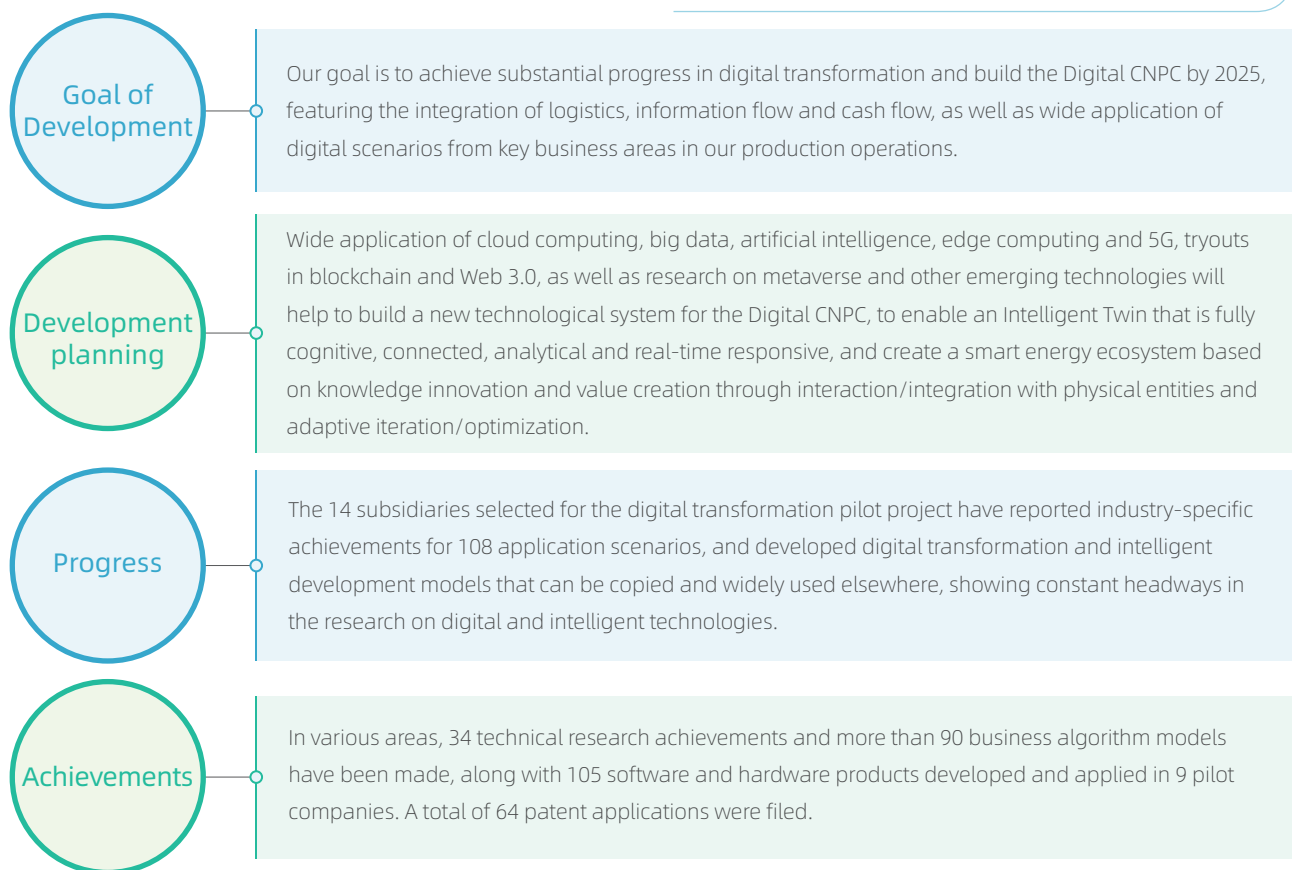 Goal of
Development
Our goal is to achieve substantial progress in digital transformation and build the Digital CNPC by 2025,
featuring the integration of logistics, information flow and cash flow, as well as wide application of
digital scenarios from key business areas in our production operations.
Development
planning
Wide application of cloud computing, big data, artificial intelligence, edge computing and 5G, tryouts
in blockchain and Web 3.0, as well as research on metaverse and other emerging technologies will
help to build a new technological system for the Digital CNPC, to enable an Intelligent Twin that is fully
cognitive, connected, analytical and real-time responsive, and create a smart energy ecosystem based
on knowledge innovation and value creation through interaction/integration with physical entities and
adaptive iteration/optimization.
Progress
The 14 subsidiaries selected for the digital transformation pilot project have reported industry-specific
achievements for 108 application scenarios, and developed digital transformation and intelligent
development models that can be copied and widely used elsewhere, showing constant headways in
the research on digital and intelligent technologies.
Achievements
In various areas, 34 technical research achievements and more than 90 business algorithm models
have been made, along with 105 software and hardware products developed and applied in 9 pilot
companies. A total of 64 patent applications were filed.